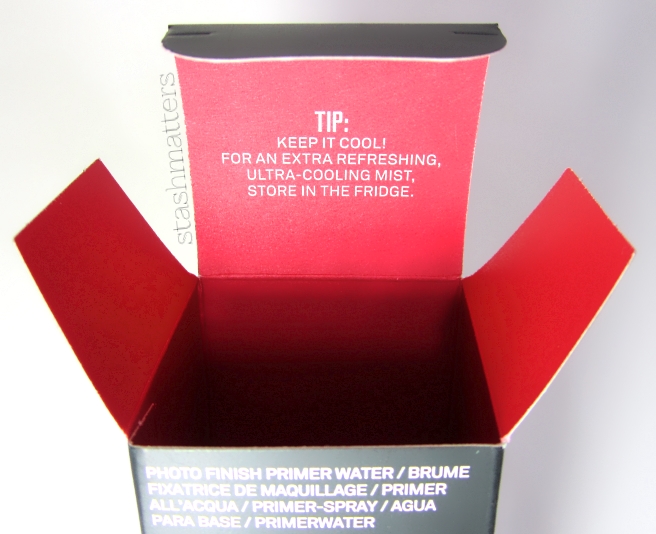 TIP:
KEEP IT COOL!
FOR AN EXTRA REFRESHING,
ULTRA-COOLING MIST,
STORE IN THE FRIDGE.
stashmatters
PHOTO FINISH PRIMER WATER / BRUME
FIXATRICE DE MAQUILLAGE / PRIMER
ALL'ACQUA / PRIMER-SPRAY / AGUA
PARA BASE / PRIMERWATER